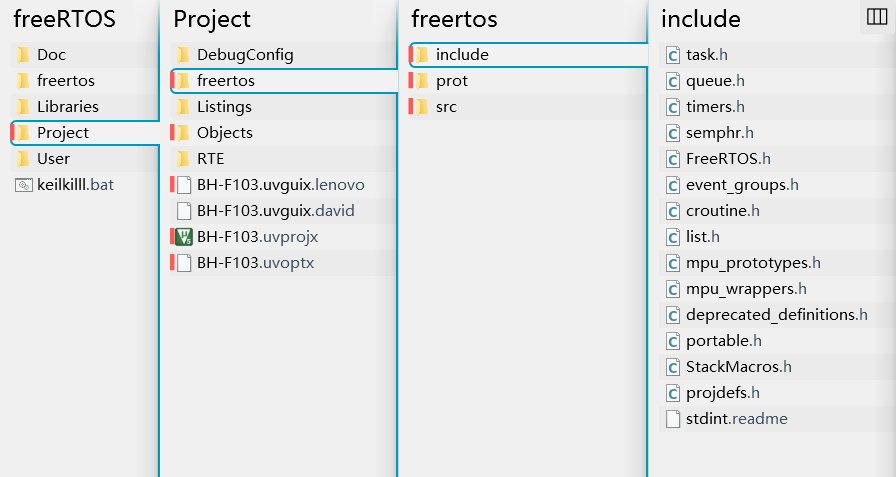 freeRTOS
Doc
freertos
Libraries
Project
User
keilkilll.bat
Project
DebugConfig
freertos
Listings
Objects
RTE
BH-F103.uvguix.lenovo
BH-F103.uvguix.david
BH-F103.uvprojx
BH-F103.uvoptx
freertos
include
prot
src
include
task.h
queue.h
timers.h
semphr.h
FreeRTOS.h
event_groups.h
croutine.h
list.h
mpu_prototypes.h
mpu_wrappers.h
deprecated_definitions.h
portable.h
StackMacros.h
projdefs.h
stdint.readme